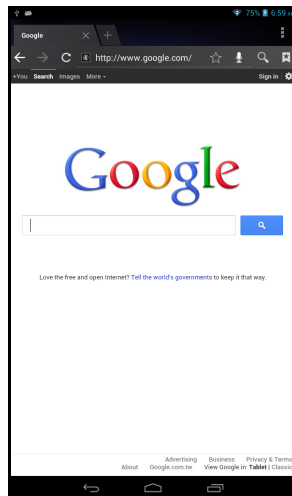 75% 6:59 AM
Google
http://www.google.com/
+You Search Images More Sign in
Google
Love the free and open Internet? Tell the world's governments to keep it that way.
Advertising Business Privacy & Terms
About Google.com.tw View Google in: Tablet | Classic